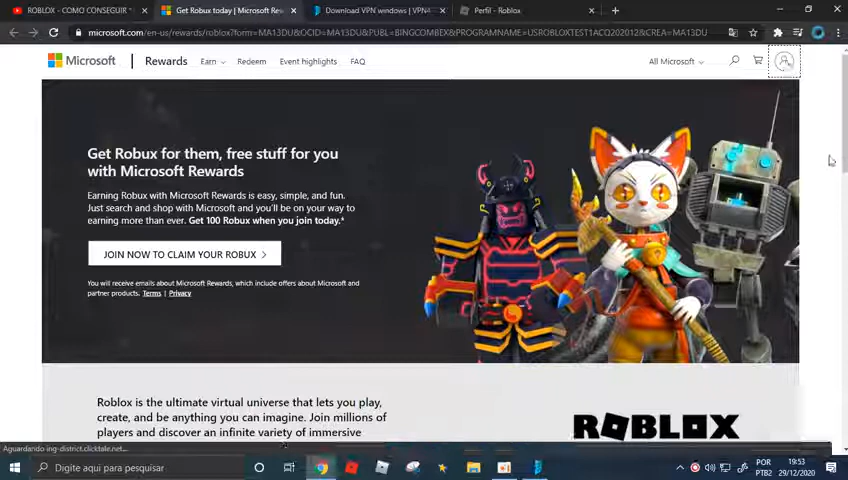 ROBLOX - COMO CONSEGUIR "
Get Robux today | Microsoft Rew
Download VPN windows | VPN4
Perfil - Roblox
microsoft.com/en-us/rewards/roblox?form=MA13DU&OCID=MA13DU&PUBL=BINGCOMBEX&PROGRAMNAME=USROBLOXTEST1ACQ202012&CREA=MA13DU
Microsoft
Rewards
Earn
Redeem
Event highlights
FAQ
All Microsoft
Get Robux for them, free stuff for you
with Microsoft Rewards
Earning Robux with Microsoft Rewards is easy, simple, and fun.
Just search and shop with Microsoft and you'll be on your way to
earning more than ever. Get 100 Robux when you join today.*
JOIN NOW TO CLAIM YOUR ROBUX
You will receive emails about Microsoft Rewards, which include offers about Microsoft and
partner products. Terms | Privacy
Roblox is the ultimate virtual universe that lets you play,
create, and be anything you can imagine. Join millions of
players and discover an infinite variety of immersive
ROBLOX
Aguardando ing-district.clicktale.net...
Digite aqui para pesquisar
POR
PTB2
19:53
29/12/2020